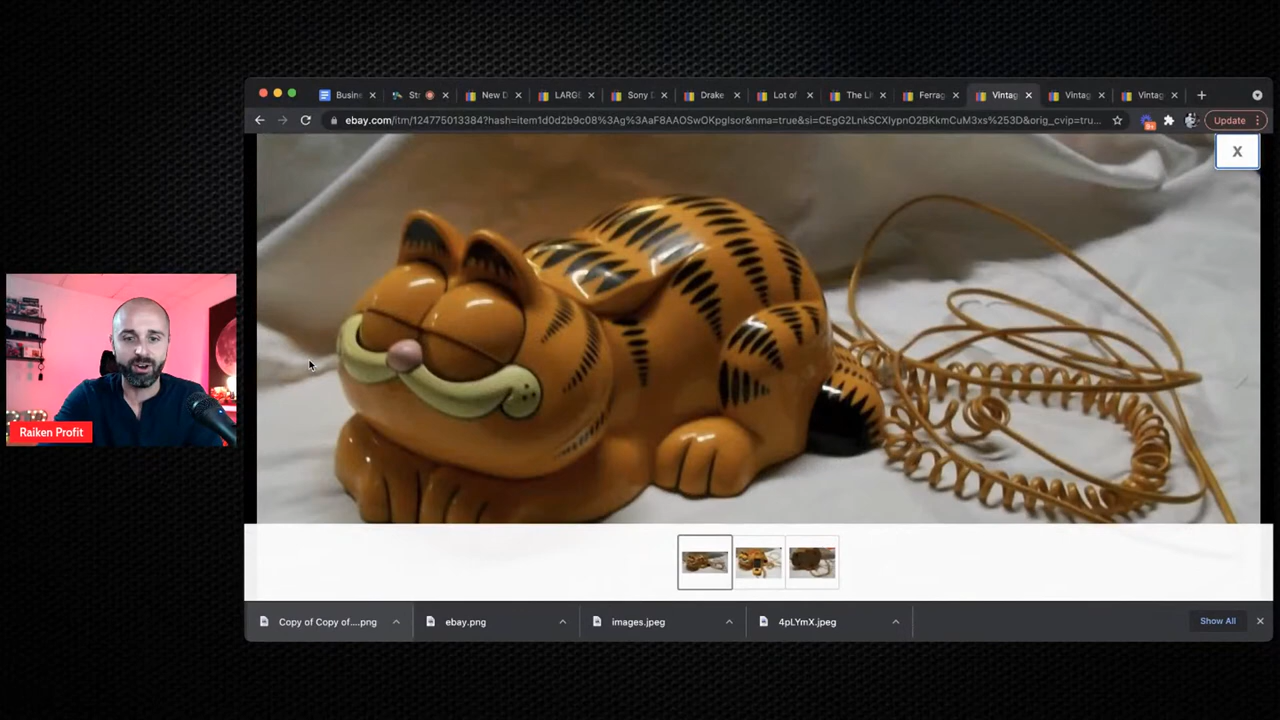 Busine
St
New D
LARGE
Sony D
Drake
Lot of
The Li
Ferrag
Vintag
Vintag
Vintag
ebay.com/itm/124775013384?hash=item1d0d2b9c08%3Ag%3AaF8AAOSwOKpgIsor&nma=true&si=CEgG2LnkSCXIypnO2BKkmCuM3xs%253D&orig_cvip=tru...
Update
X
Raiken Profit
Copy of Copy of....png
ebay.png
images.jpeg
4pLYmX.jpeg
Show All